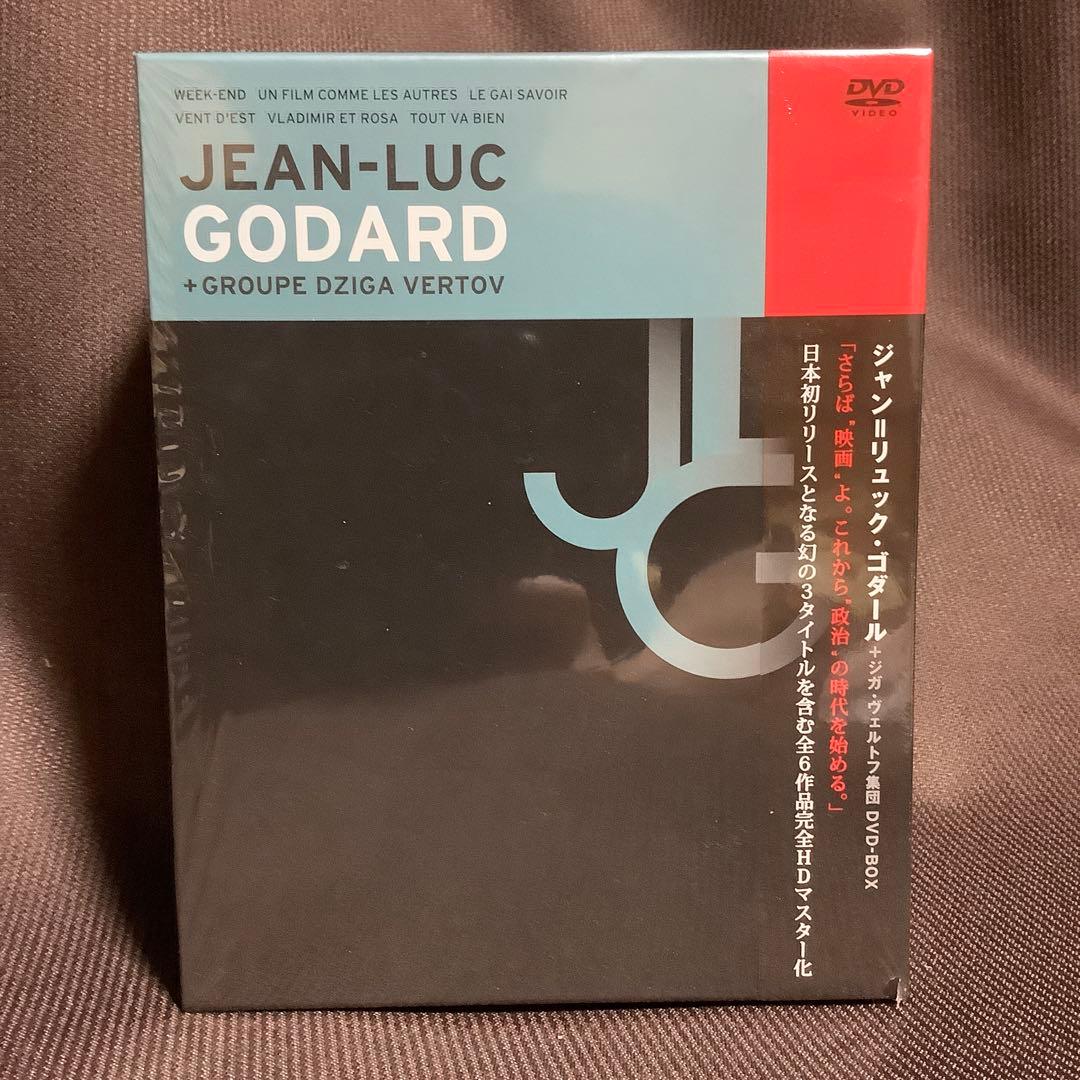 WEEK-END UN FILM COMME LES AUTRES LE GAI SAVOIR
VENT D'EST VLADIMIR ET ROSA TOUT VA BIEN
JEAN-LUC
GODARD
+GROUPE DZIGA VERTOV
DVD
VIDEO
JLG
ジャン=リュック・ゴダール+ジガ・ヴェルトフ集団 DVD-BOX
「さらば〝映画〟よ。これから〝政治〟の時代を始める。」
日本初リリースとなる幻の3タイトルを含む全6作品完全HDマスター化